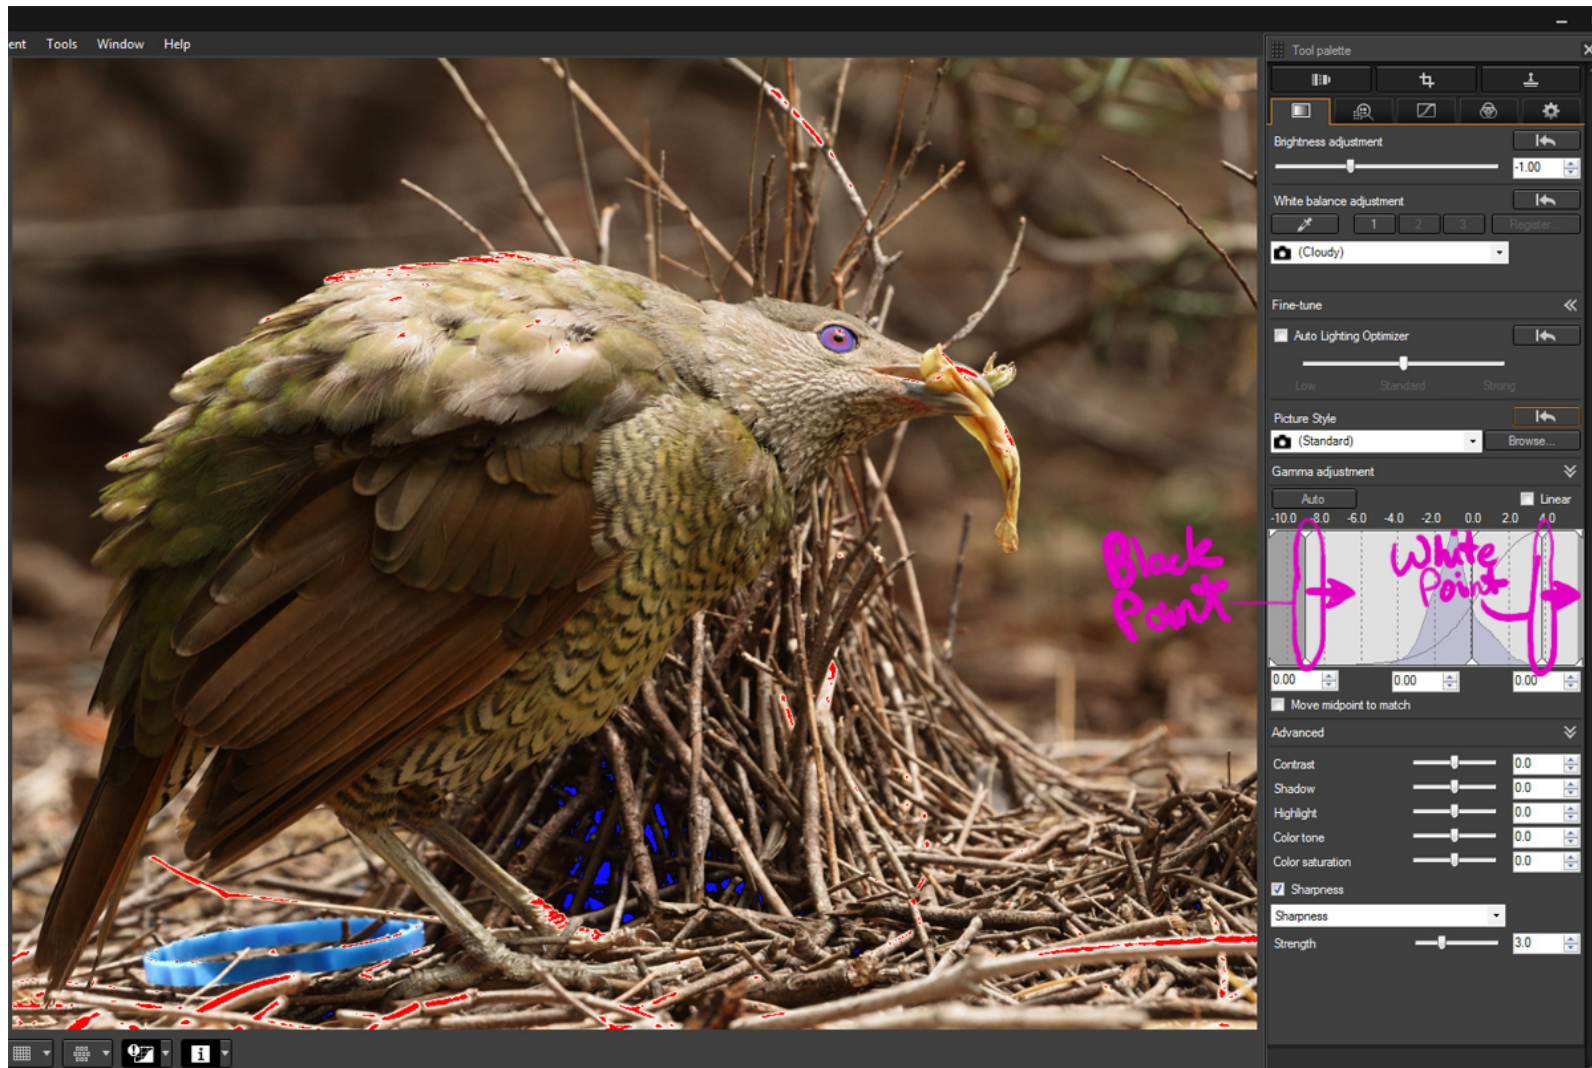 ent Tools Window Help
Tool palette
Brightness adjustment
-1.00
White balance adjustment
1 2 3 Register...
(Cloudy)
Fine-tune
Auto Lighting Optimizer
Low Standard Strong
Picture Style
(Standard) Browse...
Gamma adjustment
Auto Linear
-10.0 -8.0 -6.0 -4.0 -2.0 0.0 2.0 4.0
Black
Point
White
Point
0.00 0.00 0.00
Move midpoint to match
Advanced
Contrast 0.0
Shadow 0.0
Highlight 0.0
Color tone 0.0
Color saturation 0.0
Sharpness
Sharpness
Strength 3.0